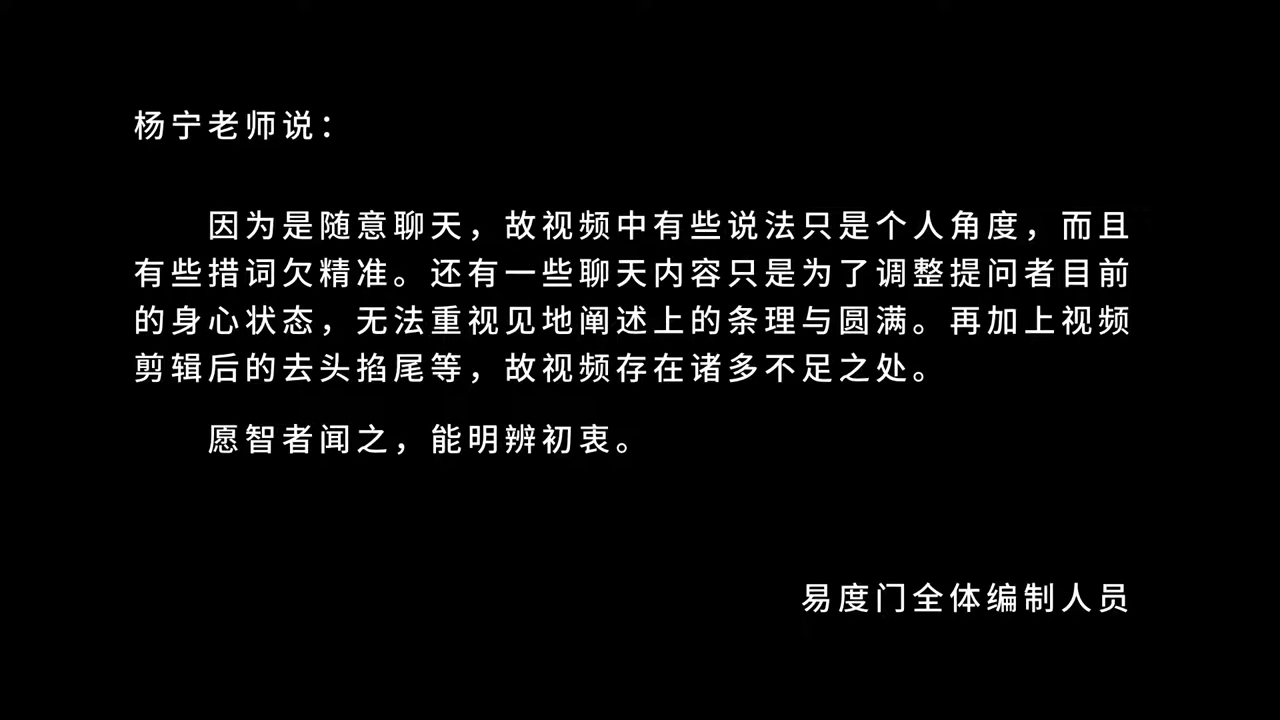 杨宁老师说：
因为是随意聊天，故视频中有些说法只是个人角度，而且
有些措词欠精准。还有一些聊天内容只是为了调整提问者目前
的身心状态，无法重视见地阐述上的条理与圆满。再加上视频
剪辑后的去头掐尾等，故视频存在诸多不足之处。
愿智者闻之，能明辨初衷。
易度门全体编制人员